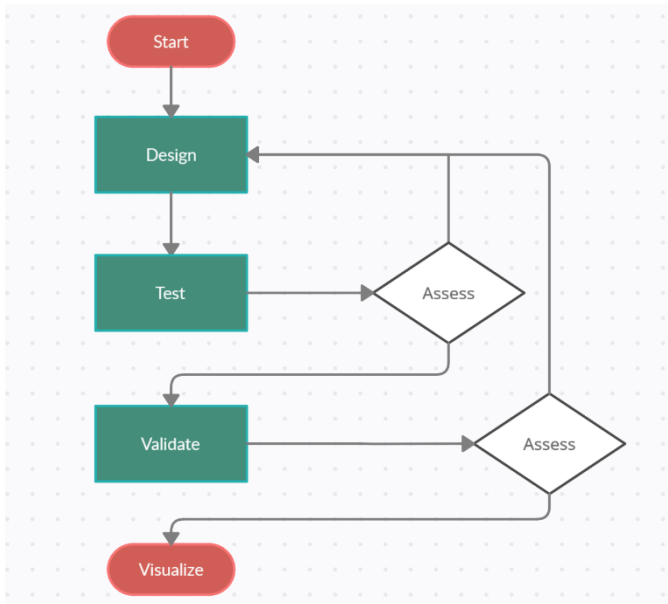 Start
Design
Test
Assess
Validate
Assess
Visualize